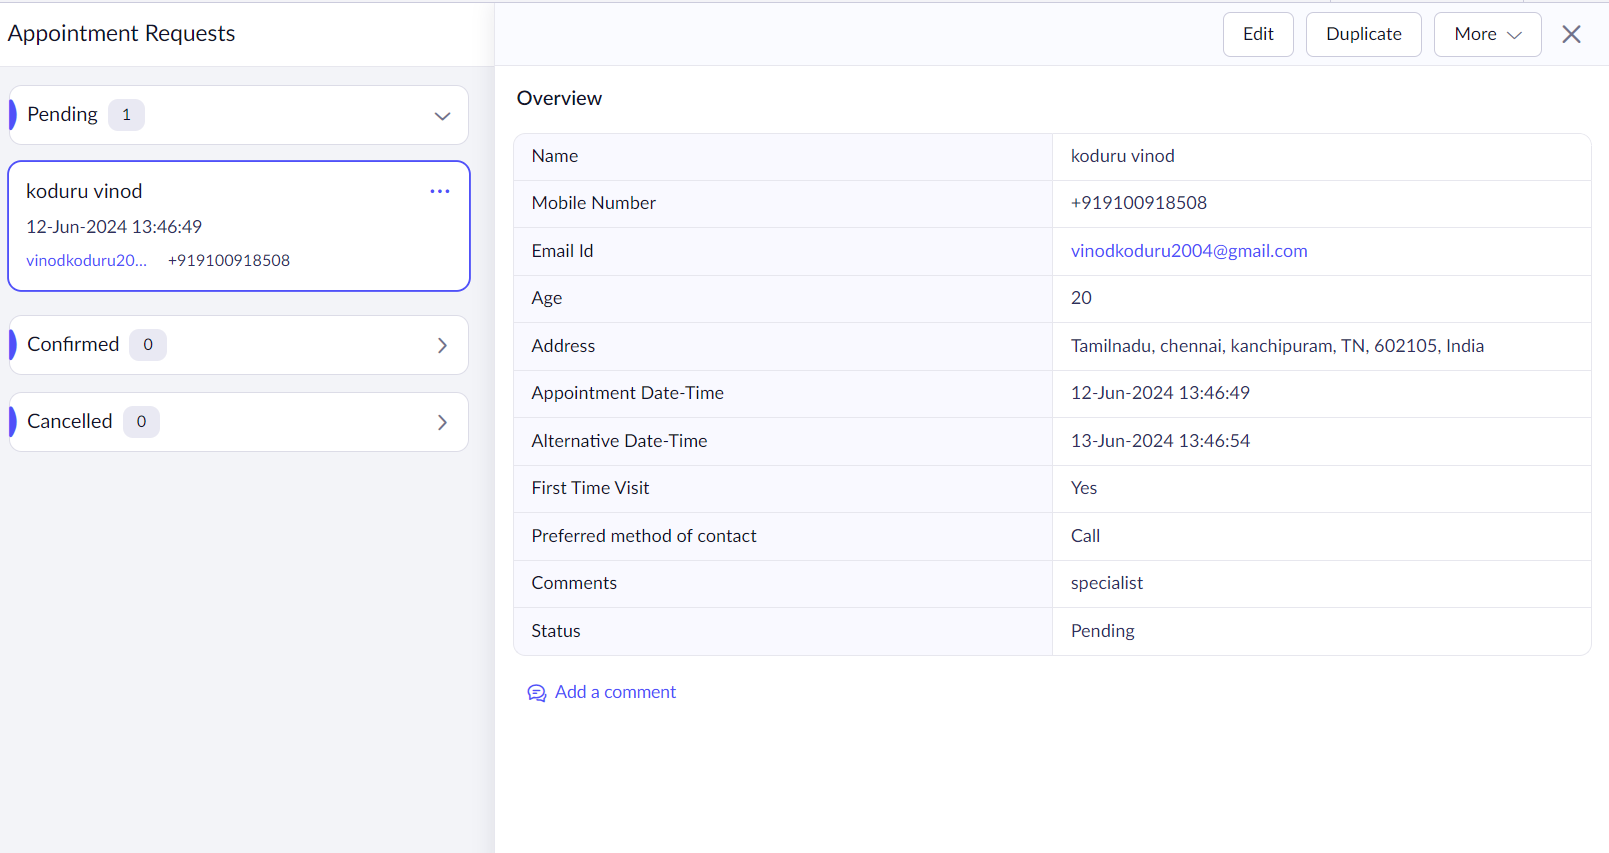 Appointment Requests
Edit Duplicate More
Pending 1
koduru vinod
12-Jun-2024 13:46:49
vinodkoduru20... +919100918508
Confirmed 0
Cancelled 0
Overview
Name koduru vinod
Mobile Number +919100918508
Email Id vinodkoduru2004@gmail.com
Age 20
Address Tamilnadu, chennai, kanchipuram, TN, 602105, India
Appointment Date-Time 12-Jun-2024 13:46:49
Alternative Date-Time 13-Jun-2024 13:46:54
First Time Visit Yes
Preferred method of contact Call
Comments specialist
Status Pending
Add a comment